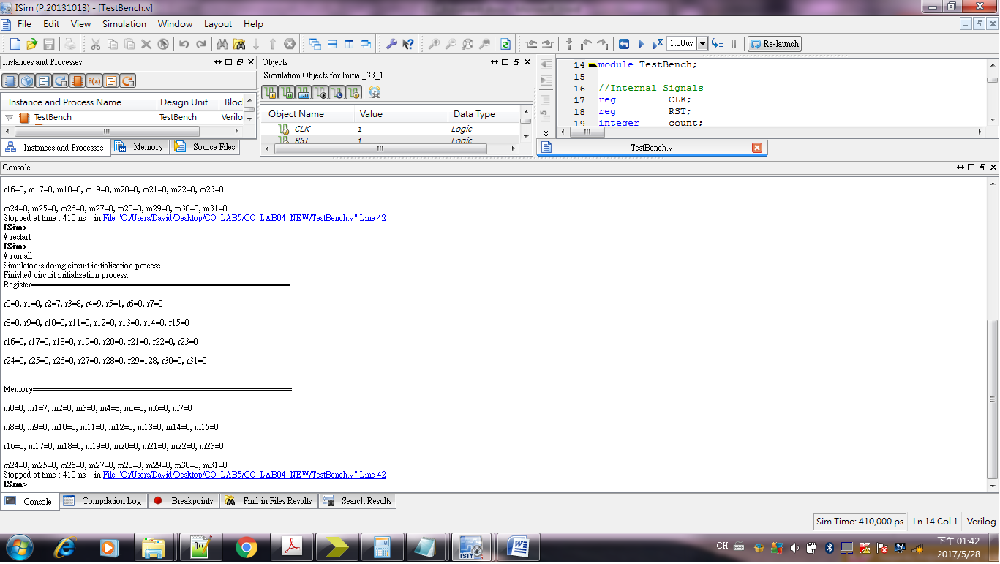 ISim (P.20131013) - [TestBench.v]
File Edit View Simulation Window Layout Help
1.00us Re-launch
Instances and Processes
Instance and Process Name Design Unit Bloc
TestBench TestBench Verilo
Instances and Processes Memory Source Files
Objects
Simulation Objects for Initial_33_1
Object Name Value Data Type
CLK 1 Logic
RST 1 Logic
14 module TestBench;
15
16 //Internal Signals
17 reg CLK;
18 reg RST;
19 integer count;
TestBench.v
Console
r16=0, m17=0, m18=0, m19=0, m20=0, m21=0, m22=0, m23=0
m24=0, m25=0, m26=0, m27=0, m28=0, m29=0, m30=0, m31=0
Stopped at time : 410 ns : in File "C:/Users/David/Desktop/CO_LAB5/CO_LAB04_NEW/TestBench.v" Line 42
ISim>
# restart
ISim>
# run all
Simulator is doing circuit initialization process.
Finished circuit initialization process.
Register============================================================
r0=0, r1=0, r2=7, r3=8, r4=9, r5=1, r6=0, r7=0
r8=0, r9=0, r10=0, r11=0, r12=0, r13=0, r14=0, r15=0
r16=0, r17=0, r18=0, r19=0, r20=0, r21=0, r22=0, r23=0
r24=0, r25=0, r26=0, r27=0, r28=0, r29=128, r30=0, r31=0
Memory============================================================
m0=0, m1=7, m2=0, m3=0, m4=8, m5=0, m6=0, m7=0
m8=0, m9=0, m10=0, m11=0, m12=0, m13=0, m14=0, m15=0
r16=0, m17=0, m18=0, m19=0, m20=0, m21=0, m22=0, m23=0
m24=0, m25=0, m26=0, m27=0, m28=0, m29=0, m30=0, m31=0
Stopped at time : 410 ns : in File "C:/Users/David/Desktop/CO_LAB5/CO_LAB04_NEW/TestBench.v" Line 42
ISim>
Console Compilation Log Breakpoints Find in Files Results Search Results
Sim Time: 410,000 ps Ln 14 Col 1 Verilog
CH 下午 01:42
2017/5/28